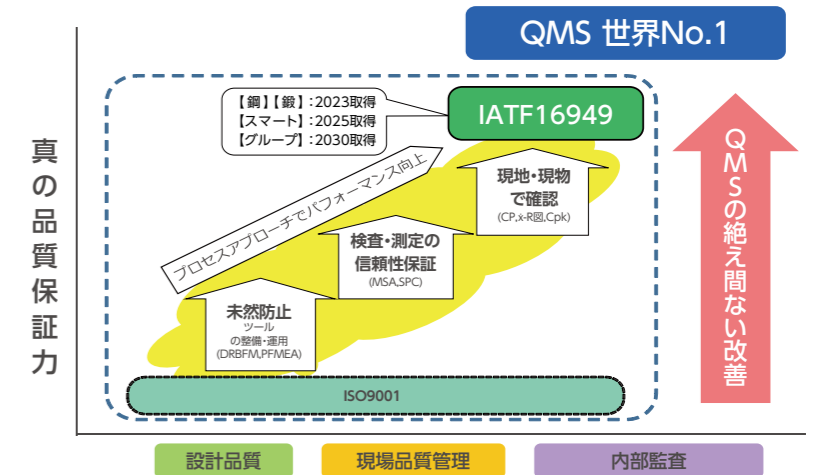 QMS 世界No.1
【鋼】【鍛】:2023取得
【スマート】:2025取得
【グループ】:2030取得
IATF16949
真の品質保証力
プロセスアプローチでパフォーマンス向上
現地・現物
で確認
(CP,x-R図,Cpk)
検査・測定の
信頼性保証
(MSA,SPC)
未然防止
ツール
の整備・運用
(DRBFM,PFMEA)
QMSの絶え間ない改善
ISO9001
設計品質
現場品質管理
内部監査